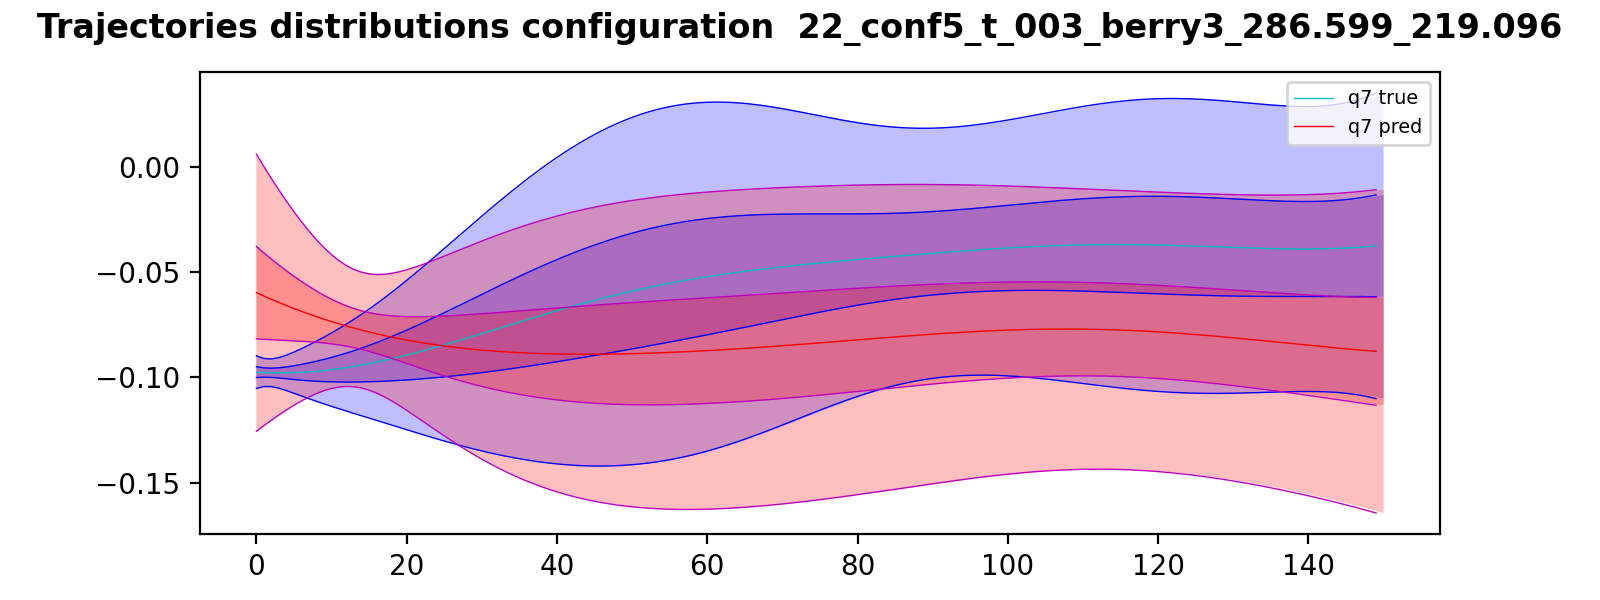 Trajectories distributions configuration  22_conf5_t_003_berry3_286.599_219.096
q7 true
q7 pred
0.00
−0.05
−0.10
−0.15
0 20 40 60 80 100 120 140